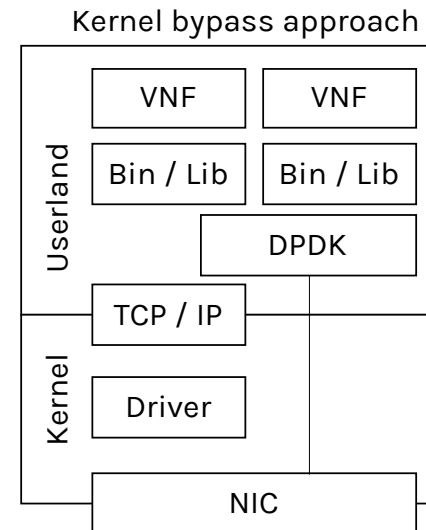 Kernel bypass approach
VNF
VNF
Userland
Bin / Lib
Bin / Lib
DPDK
TCP / IP
Kernel
Driver
NIC